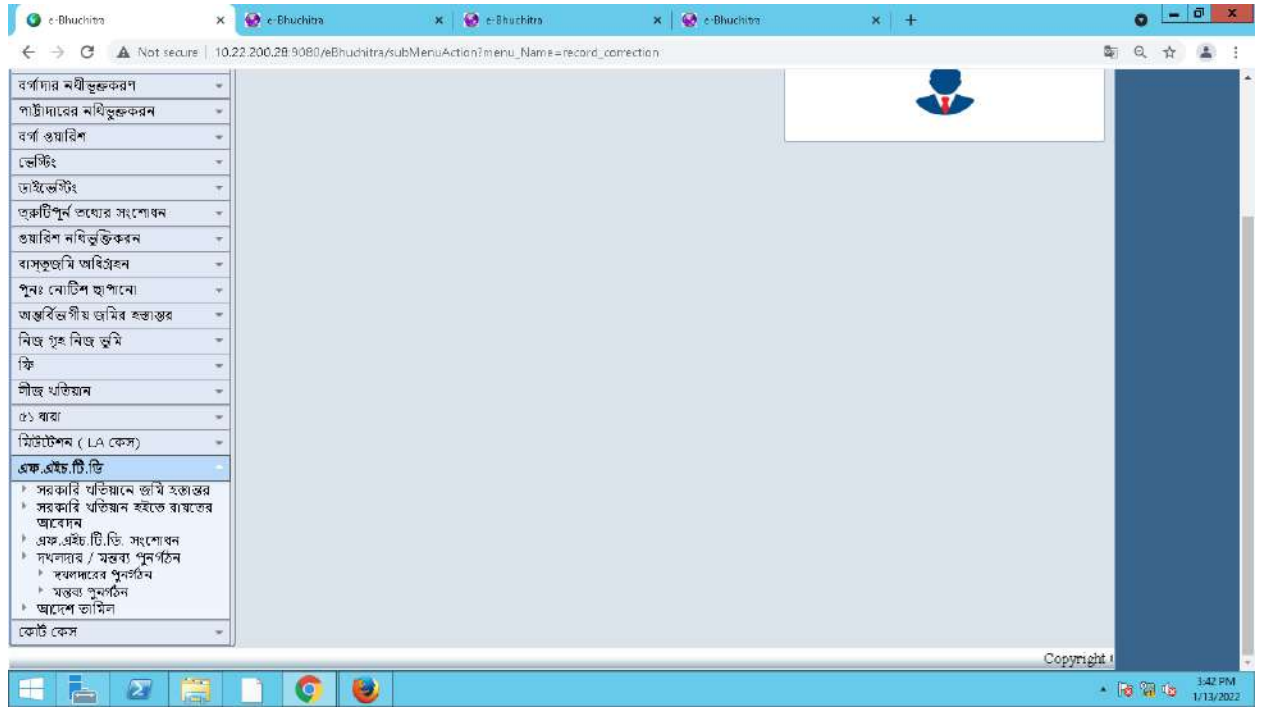 e-Bhuchitra
e-Bhuchitra
e-Bhuchitra
e-Bhuchitra
Not secure | 10.22.200.28:9080/eBhuchitra/subMenuAction?menu_Name=record_correction
বর্গাদার নথীভুক্তকরণ
পাট্টাদারের নথিভুক্তকরন
বর্গা ওয়ারিশ
ভেস্টিং
ডাইভেস্টিং
ত্রুটিপূর্ন তথ্যের সংশোধন
ওয়ারিশ নথিভুক্তিকরন
বাস্তুজমি অধিগ্রহন
পুনঃ নোটিশ ছাপানো
অন্তর্বিভাগীয় জমির হস্তান্তর
নিজ গৃহ নিজ ভুমি
ফি
লীজ খতিয়ান
৫১ ধারা
মিউটেশন ( LA কেস)
এফ.এইচ.টি.ডি
সরকারি খতিয়ানে জমি হস্তান্তর
সরকারি খতিয়ান হইতে রায়তের
আবেদন
এফ.এইচ.টি.ডি. সংশোধন
দখলদার / মন্তব্য পুনর্গঠন
দখলদারের পুনর্গঠন
মন্তব্য পুনর্গঠন
আদেশ তামিল
কোর্ট কেস
Copyright
3:42 PM
1/13/2022